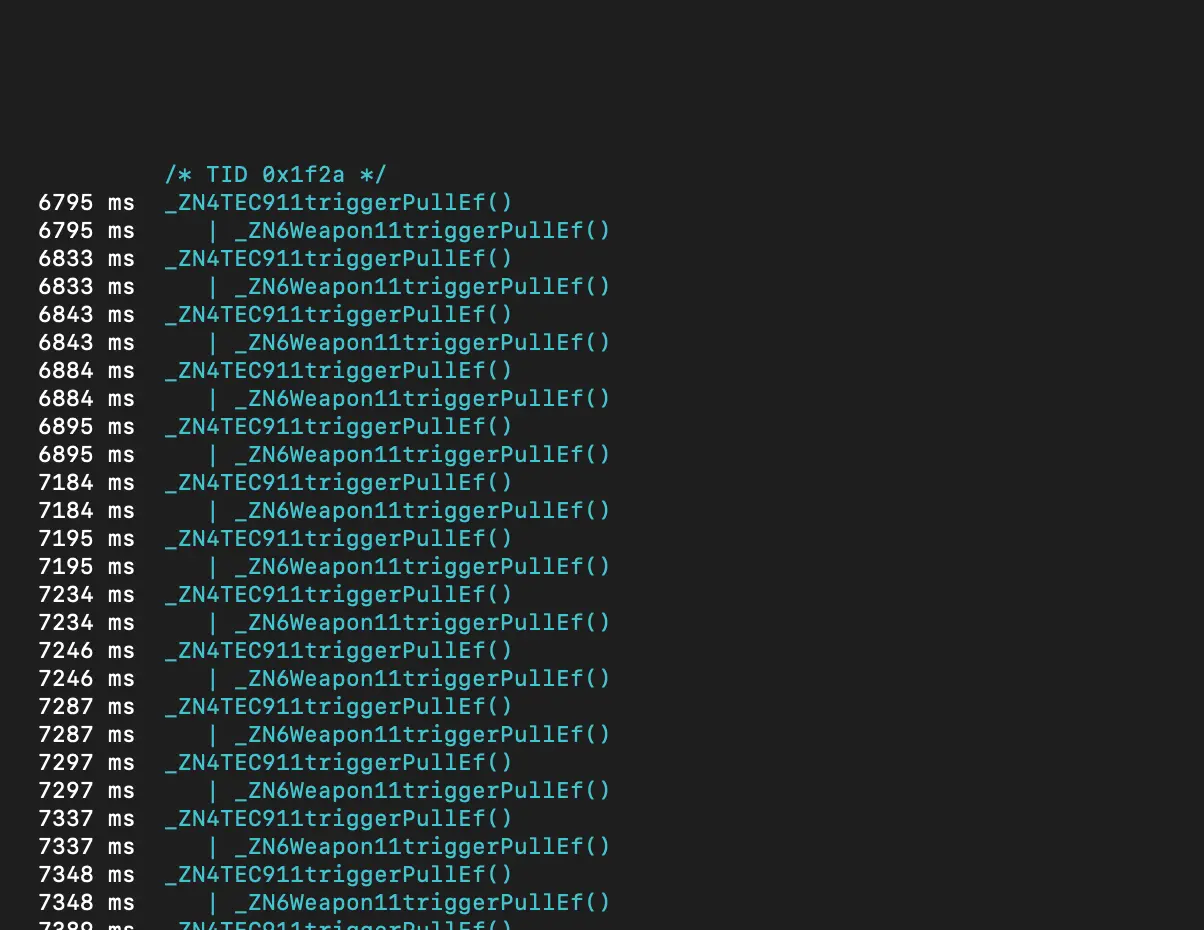 /* TID 0x1f2a */
6795 ms _ZN4TEC911triggerPullEf()
6795 ms | _ZN6Weapon11triggerPullEf()
6833 ms _ZN4TEC911triggerPullEf()
6833 ms | _ZN6Weapon11triggerPullEf()
6843 ms _ZN4TEC911triggerPullEf()
6843 ms | _ZN6Weapon11triggerPullEf()
6884 ms _ZN4TEC911triggerPullEf()
6884 ms | _ZN6Weapon11triggerPullEf()
6895 ms _ZN4TEC911triggerPullEf()
6895 ms | _ZN6Weapon11triggerPullEf()
7184 ms _ZN4TEC911triggerPullEf()
7184 ms | _ZN6Weapon11triggerPullEf()
7195 ms _ZN4TEC911triggerPullEf()
7195 ms | _ZN6Weapon11triggerPullEf()
7234 ms _ZN4TEC911triggerPullEf()
7234 ms | _ZN6Weapon11triggerPullEf()
7246 ms _ZN4TEC911triggerPullEf()
7246 ms | _ZN6Weapon11triggerPullEf()
7287 ms _ZN4TEC911triggerPullEf()
7287 ms | _ZN6Weapon11triggerPullEf()
7297 ms _ZN4TEC911triggerPullEf()
7297 ms | _ZN6Weapon11triggerPullEf()
7337 ms _ZN4TEC911triggerPullEf()
7337 ms | _ZN6Weapon11triggerPullEf()
7348 ms _ZN4TEC911triggerPullEf()
7348 ms | _ZN6Weapon11triggerPullEf()
ms _ZN4TEC911triggerPullEf()